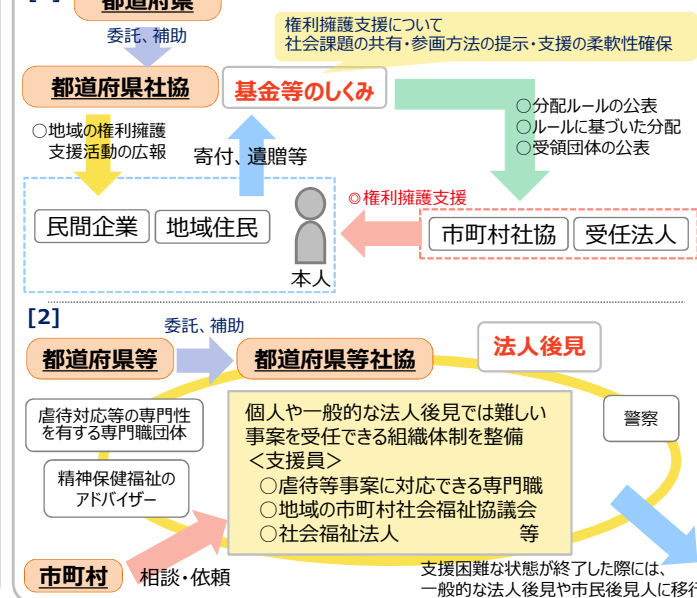 都道府県
委託、補助
権利擁護支援について
社会課題の共有・参画方法の提示・支援の柔軟性確保
都道府県社協
基金等のしくみ
○地域の権利擁護
支援活動の広報
寄付、遺贈等
○分配ルールの公表
○ルールに基づいた分配
○受領団体の公表
◎権利擁護支援
民間企業
地域住民
本人
市町村社協
受任法人
[2]
委託、補助
都道府県等
都道府県等社協
法人後見
虐待対応等の専門性
を有する専門職団体
精神保健福祉の
アドバイザー
個人や一般的な法人後見では難しい
事案を受任できる組織体制を整備
＜支援員＞
○虐待等事案に対応できる専門職
○地域の市町村社会福祉協議会
○社会福祉法人 等
警察
市町村
相談・依頼
支援困難な状態が終了した際には、
一般的な法人後見や市民後見人に移行